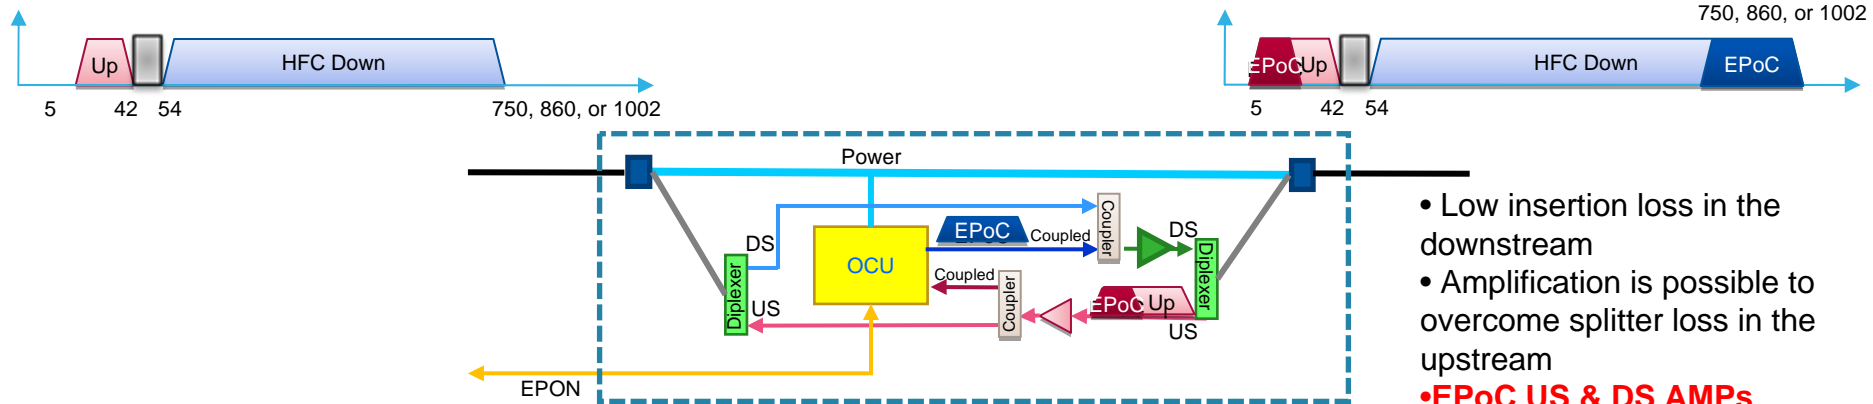 750, 860, or 1002
Up
HFC Down
5 42 54 750, 860, or 1002
EPoC Up
HFC Down
EPoC
5 42 54
Power
DS
EPoC
Coupled
Coupler
DS
Diplexer
OCU
Coupled
Coupler
EPoC Up
US
Diplexer
US
EPON
• Low insertion loss in the
downstream
• Amplification is possible to
overcome splitter loss in the
upstream
•EPoC US & DS AMPs